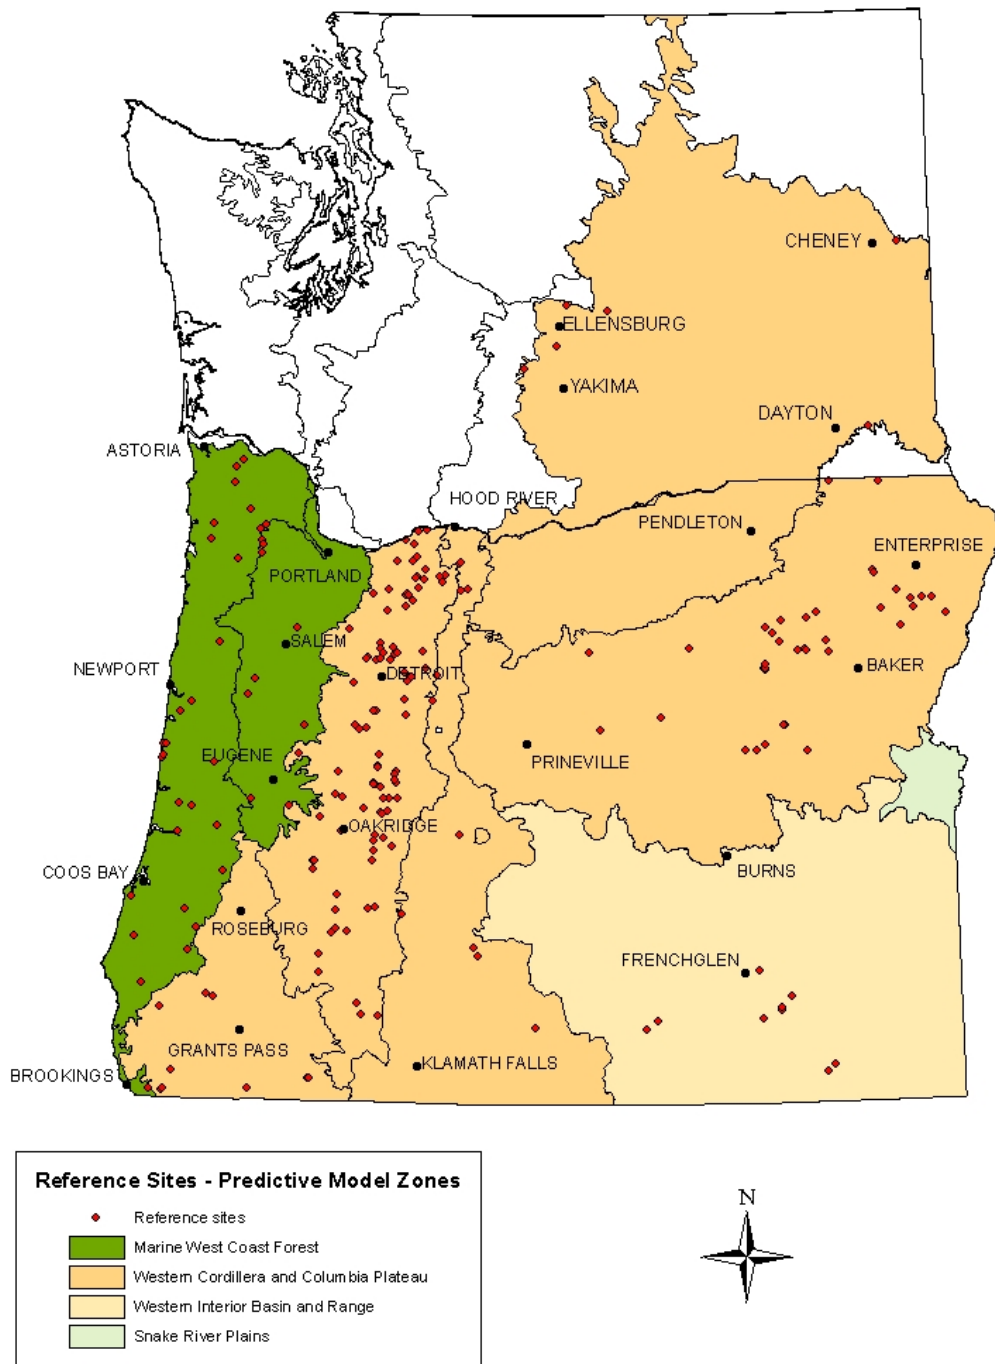 CHENEY
ELLENSBURG
YAKIMA
DAYTON
ASTORIA
HOOD RIVER
PENDLETON
ENTERPRISE
PORTLAND
SALEM
NEWPORT
DETROIT
BAKER
EUGENE
PRINEVILLE
OAKRIDGE
COOS BAY
BURNS
ROSEBURG
FRENCHGLEN
GRANTS PASS
KLAMATH FALLS
BROOKINGS
Reference Sites - Predictive Model Zones
Reference sites
Marine West Coast Forest
Western Cordillera and Columbia Plateau
Western Interior Basin and Range
Snake River Plains
N